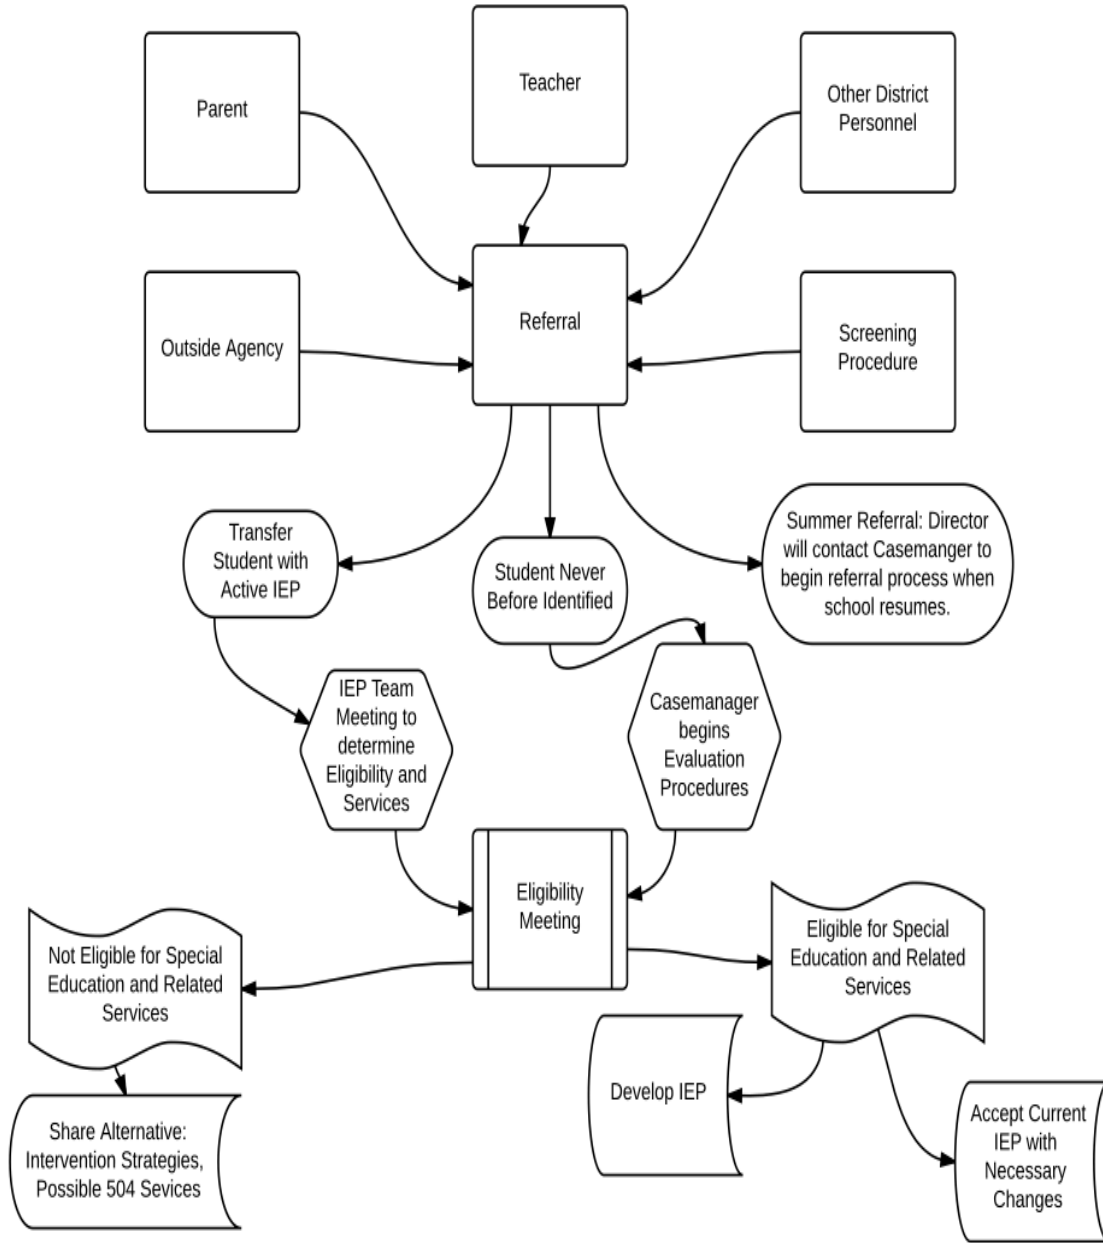 Parent
Teacher
Other District
Personnel
Outside Agency
Referral
Screening
Procedure
Transfer
Student with
Active IEP
Student Never
Before Identified
Summer Referral: Director
will contact Casemanger to
begin referral process when
school resumes.
IEP Team
Meeting to
determine
Eligibility and
Services
Casemanager
begins
Evaluation
Procedures
Eligibility
Meeting
Not Eligible for Special
Education and Related
Services
Eligible for Special
Education and Related
Services
Share Alternative:
Intervention Strategies,
Possible 504 Sevices
Develop IEP
Accept Current
IEP with
Necessary
Changes